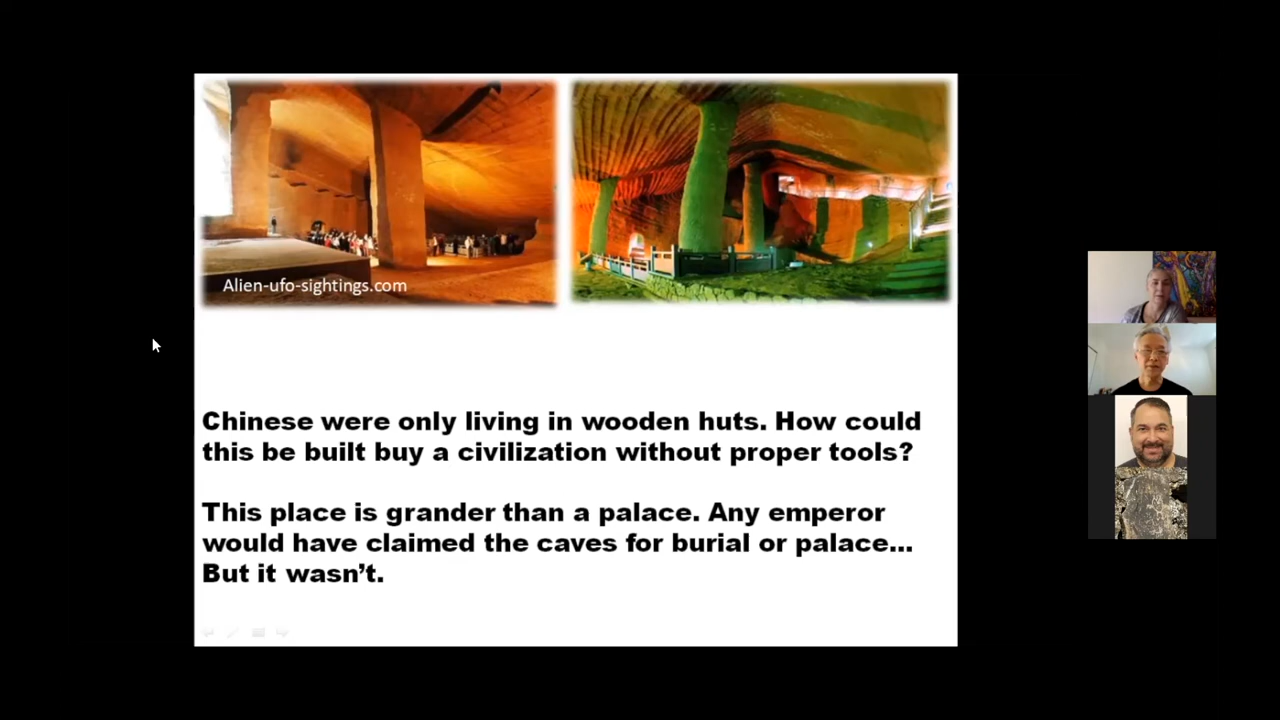 Alien-ufo-sightings.com
Chinese were only living in wooden huts. How could
this be built buy a civilization without proper tools?
This place is grander than a palace. Any emperor
would have claimed the caves for burial or palace...
But it wasn’t.